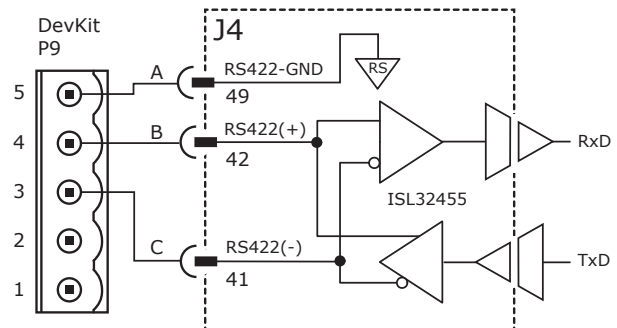 DevKit
P9
J4
5
A
RS422-GND
49
RS
4
B
RS422(+)
42
RxD
3
ISL32455
2
C
RS422(-)
41
TxD
1